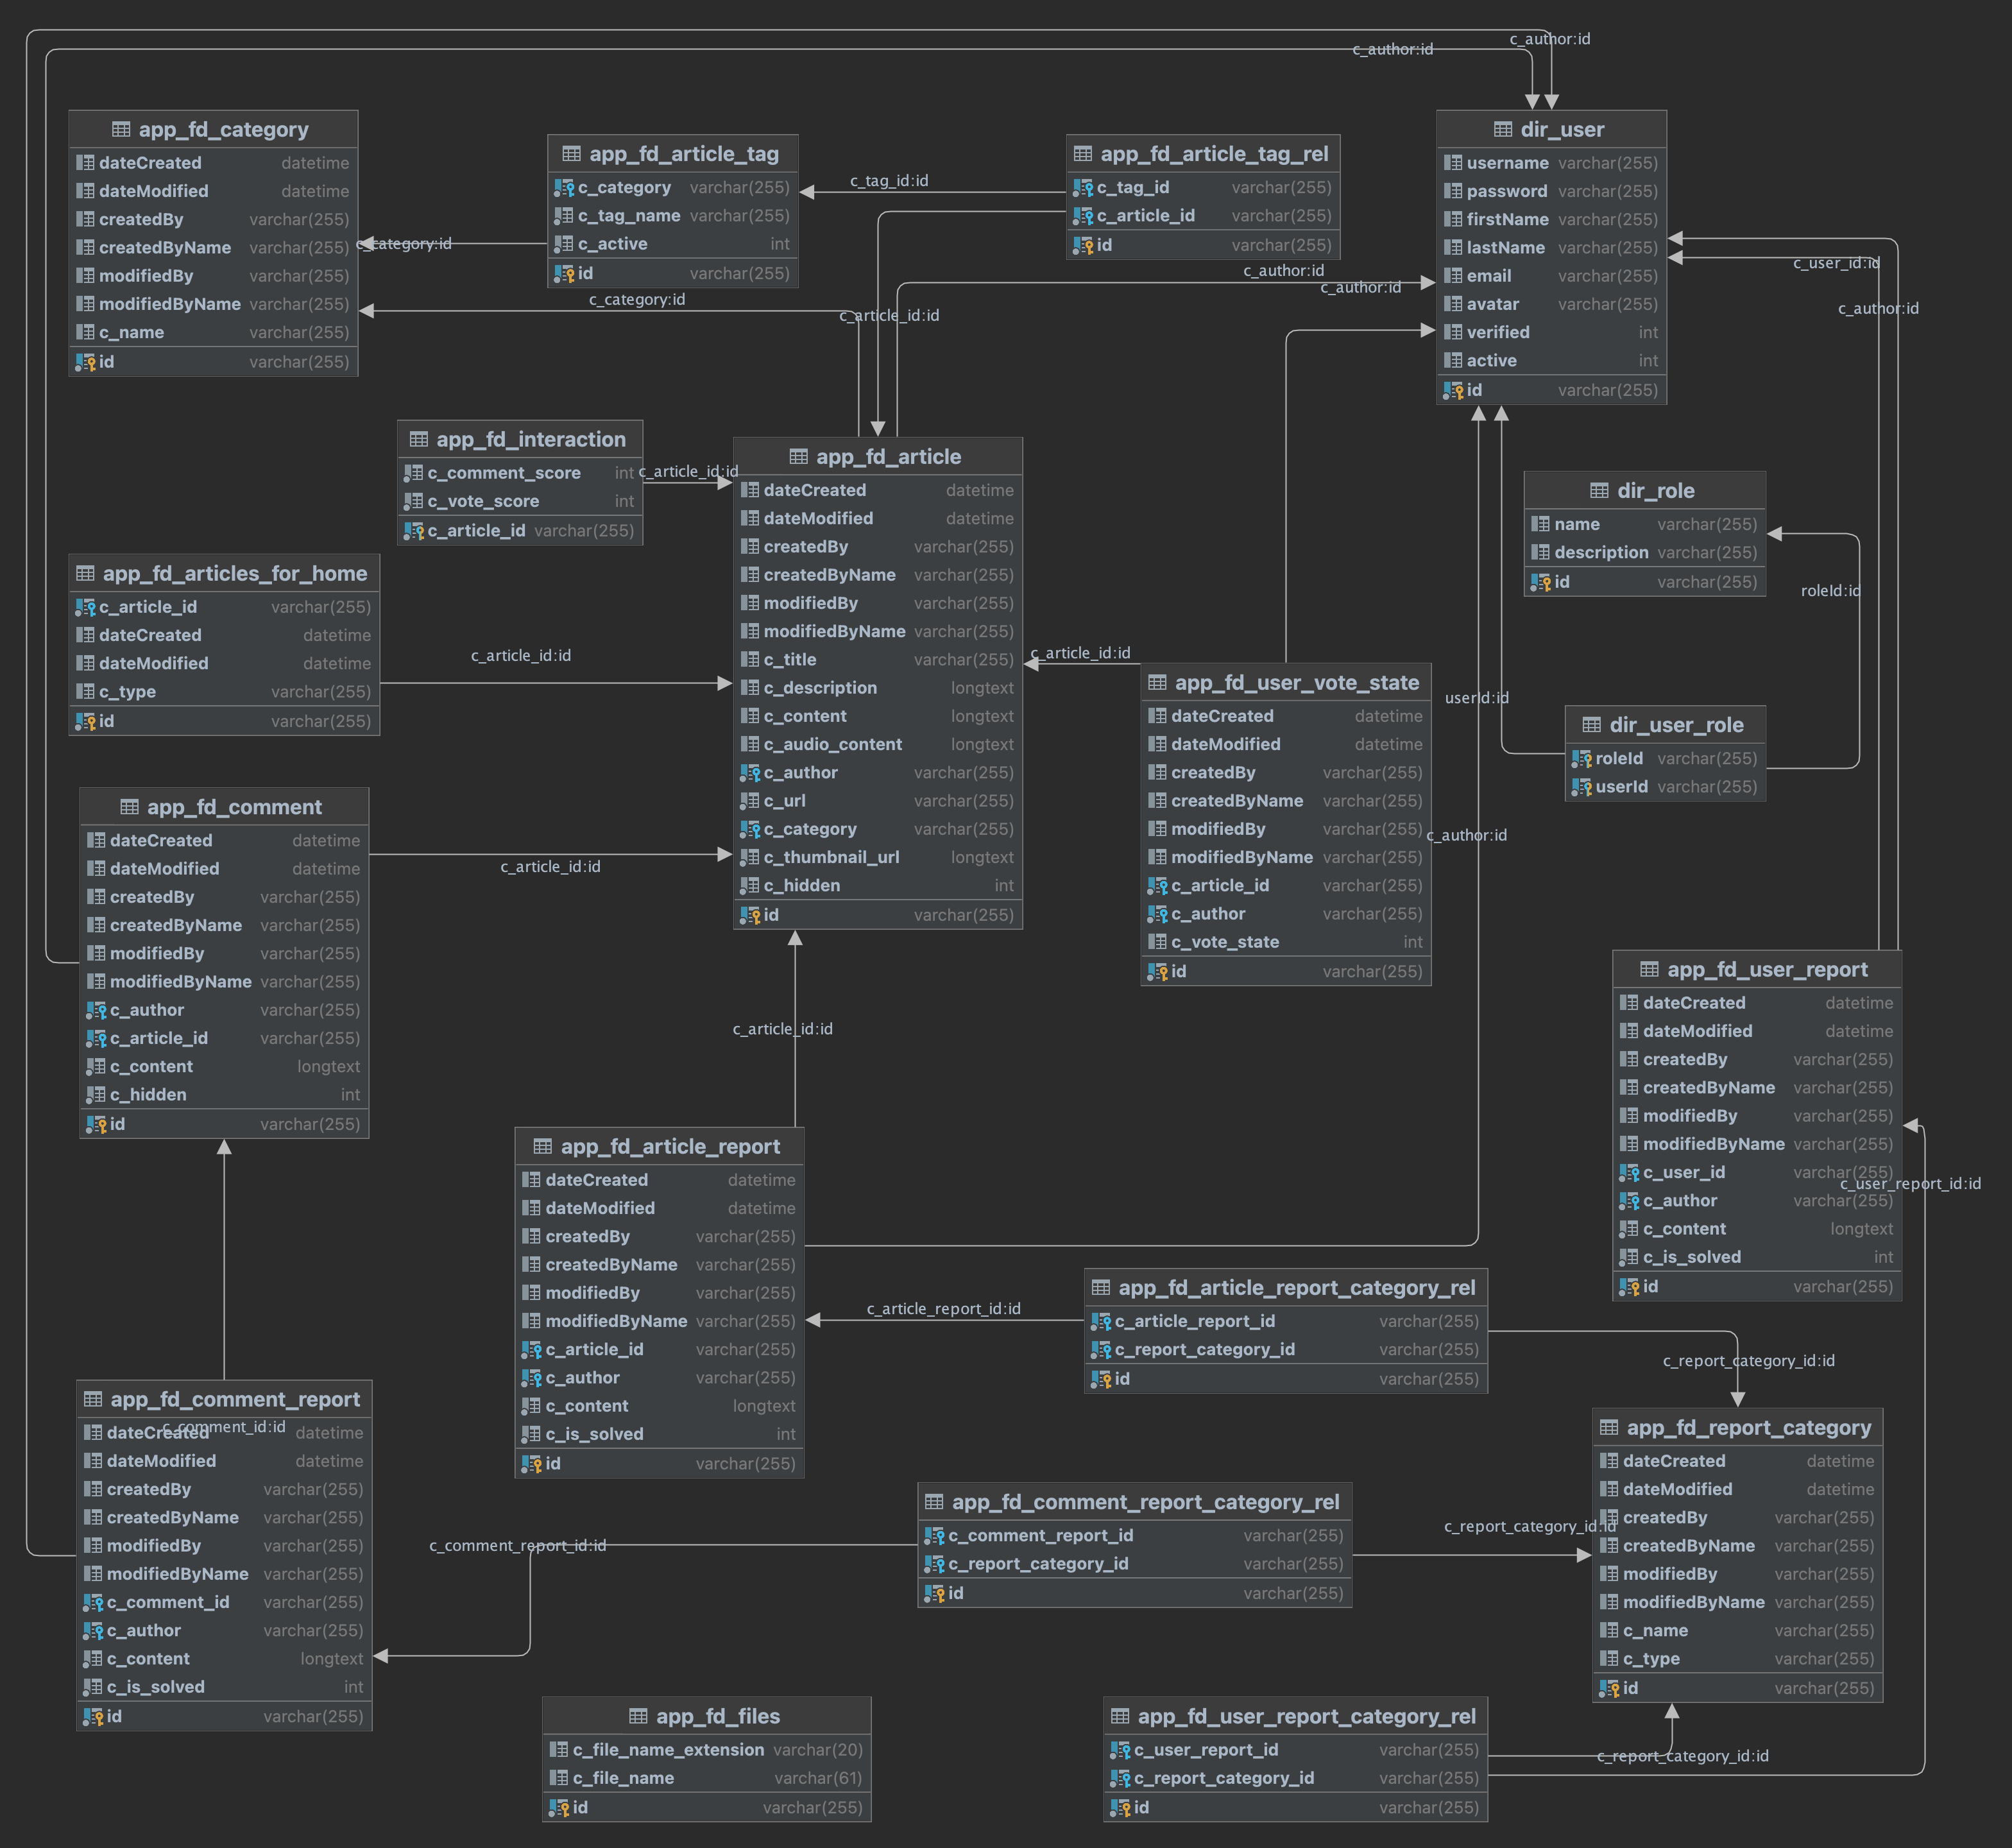 c_author:id
c_author:id
app_fd_category
dateCreated datetime
dateModified datetime
createdBy varchar(255)
createdByName varchar(255)
modifiedBy varchar(255)
modifiedByName varchar(255)
c_name varchar(255)
id varchar(255)
app_fd_article_tag
c_category varchar(255)
c_tag_name varchar(255)
c_active int
id varchar(255)
c_category:id
c_category:id
c_tag_id:id
app_fd_article_tag_rel
c_tag_id varchar(255)
c_article_id varchar(255)
id varchar(255)
c_author:id
c_author:id
c_article_id:id
dir_user
username varchar(255)
password varchar(255)
firstName varchar(255)
lastName varchar(255)
email varchar(255)
avatar varchar(255)
verified int
active int
id varchar(255)
c_user_id:id
c_author:id
app_fd_interaction
c_comment_score int
c_vote_score int
c_article_id varchar(255)
c_article_id:id
app_fd_article
dateCreated datetime
dateModified datetime
createdBy varchar(255)
createdByName varchar(255)
modifiedBy varchar(255)
modifiedByName varchar(255)
c_title varchar(255)
c_description longtext
c_content longtext
c_audio_content longtext
c_author varchar(255)
c_url varchar(255)
c_category varchar(255)
c_thumbnail_url longtext
c_hidden int
id varchar(255)
dir_role
name varchar(255)
description varchar(255)
id varchar(255)
roleId:id
app_fd_articles_for_home
c_article_id varchar(255)
dateCreated datetime
dateModified datetime
c_type varchar(255)
id varchar(255)
c_article_id:id
c_article_id:id
app_fd_user_vote_state
dateCreated datetime
dateModified datetime
createdBy varchar(255)
createdByName varchar(255)
modifiedBy varchar(255)
modifiedByName varchar(255)
c_article_id varchar(255)
c_author varchar(255)
c_vote_state int
id varchar(255)
userId:id
c_author:id
dir_user_role
roleId varchar(255)
userId varchar(255)
app_fd_comment
dateCreated datetime
dateModified datetime
createdBy varchar(255)
createdByName varchar(255)
modifiedBy varchar(255)
modifiedByName varchar(255)
c_author varchar(255)
c_article_id varchar(255)
c_content longtext
c_hidden int
id varchar(255)
c_article_id:id
c_article_id:id
app_fd_user_report
dateCreated datetime
dateModified datetime
createdBy varchar(255)
createdByName varchar(255)
modifiedBy varchar(255)
modifiedByName varchar(255)
c_user_id varchar(255)
c_author varchar(255)
c_content longtext
c_is_solved int
id varchar(255)
c_user_report_id:id
app_fd_article_report
dateCreated datetime
dateModified datetime
createdBy varchar(255)
createdByName varchar(255)
modifiedBy varchar(255)
modifiedByName varchar(255)
c_article_id varchar(255)
c_author varchar(255)
c_content longtext
c_is_solved int
id varchar(255)
c_article_report_id:id
app_fd_article_report_category_rel
c_article_report_id varchar(255)
c_report_category_id varchar(255)
id varchar(255)
c_report_category_id:id
app_fd_comment_report
c_comment_id:id
dateCreated datetime
dateModified datetime
createdBy varchar(255)
createdByName varchar(255)
modifiedBy varchar(255)
modifiedByName varchar(255)
c_comment_id varchar(255)
c_author varchar(255)
c_content longtext
c_is_solved int
id varchar(255)
c_comment_report_id:id
app_fd_comment_report_category_rel
c_comment_report_id varchar(255)
c_report_category_id varchar(255)
id varchar(255)
c_report_category_id:id
app_fd_report_category
dateCreated datetime
dateModified datetime
createdBy varchar(255)
createdByName varchar(255)
modifiedBy varchar(255)
modifiedByName varchar(255)
c_name varchar(255)
c_type varchar(255)
id varchar(255)
app_fd_files
c_file_name_extension varchar(20)
c_file_name varchar(61)
id varchar(255)
app_fd_user_report_category_rel
c_user_report_id varchar(255)
c_report_category_id varchar(255)
id varchar(255)
c_report_category_id:id